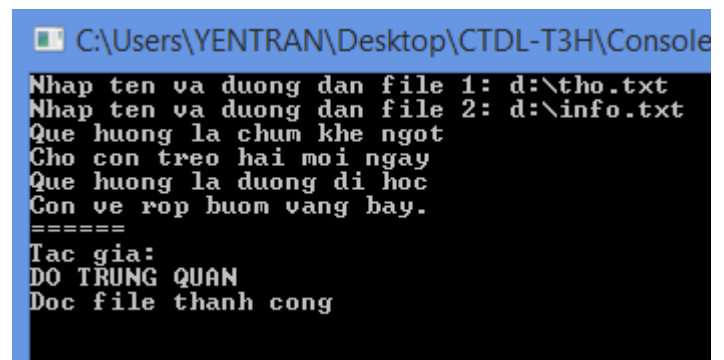 C:\Users\YENTRAN\Desktop\CTDL-T3H\Console
Nhap ten va duong dan file 1: d:\tho.txt
Nhap ten va duong dan file 2: d:\info.txt
Que huong la chum khe ngot
Cho con treo hai moi ngay
Que huong la duong di hoc
Con ve rop buom vang bay.
======
Tac gia:
DO TRUNG QUAN
Doc file thanh cong